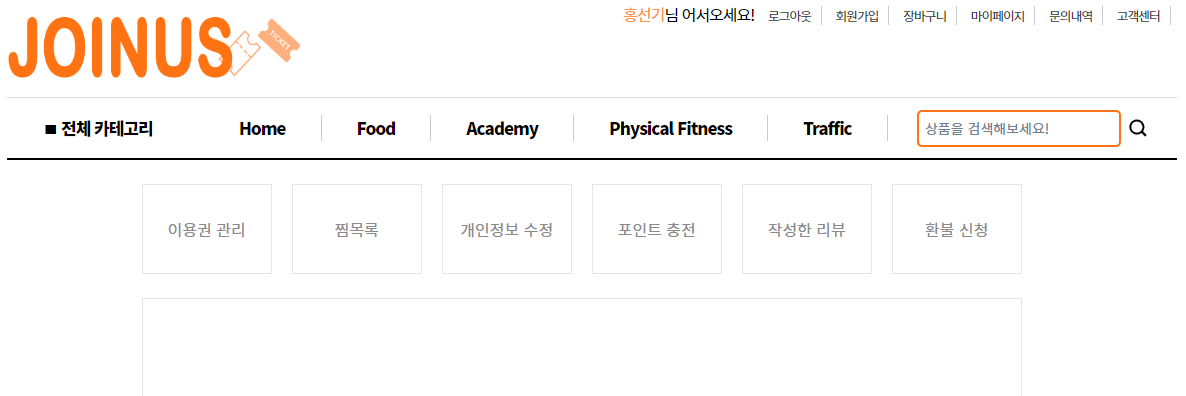 홍선기님 어서오세요! 로그아웃 회원가입 장바구니 마이페이지 문의내역 고객센터
JOINUS TICKET
■ 전체 카테고리 Home Food Academy Physical Fitness Traffic 상품을 검색해보세요!
이용권 관리 찜목록 개인정보 수정 포인트 충전 작성한 리뷰 환불 신청